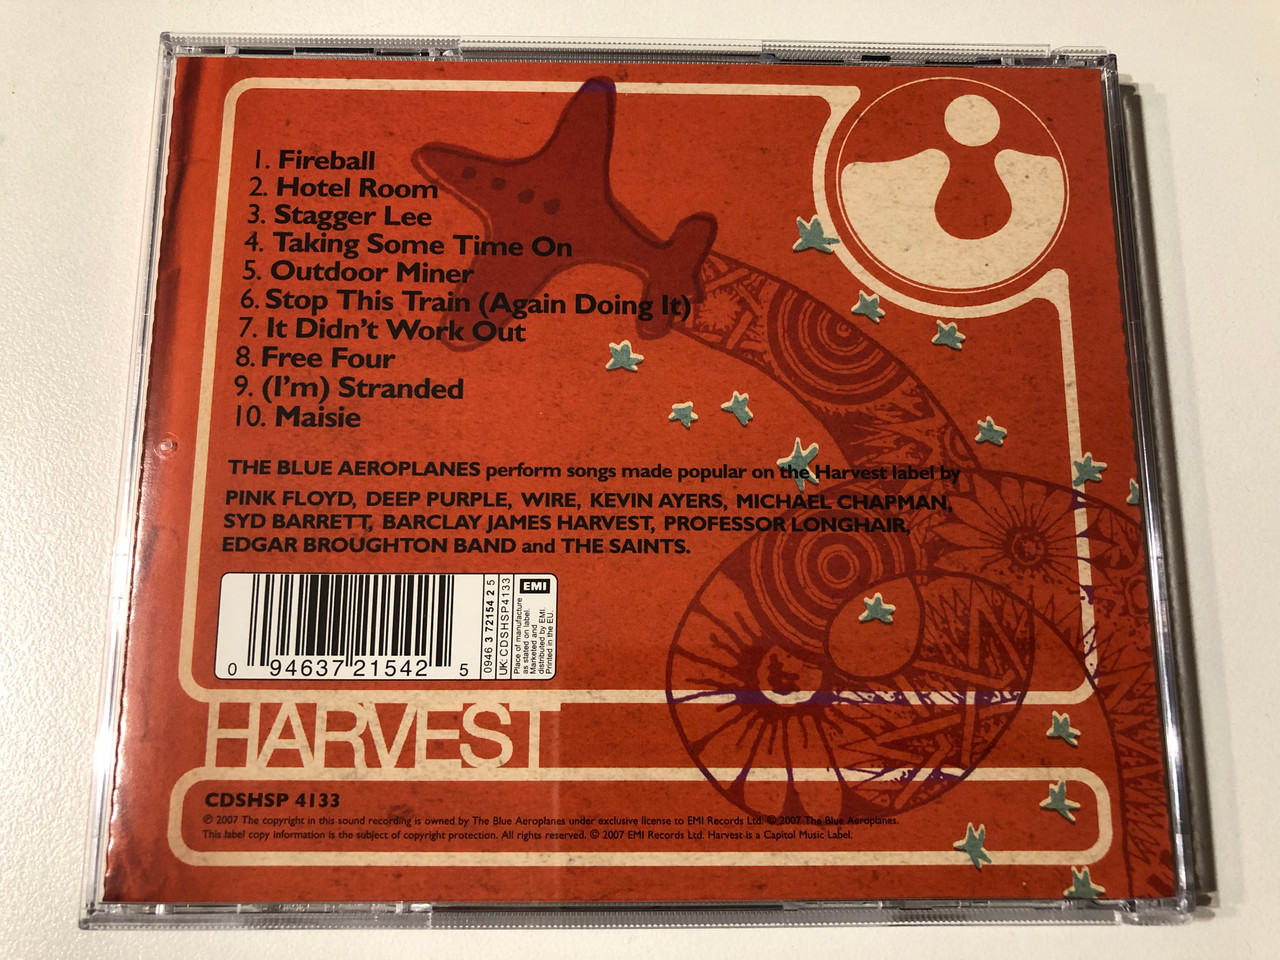 1. Fireball
2. Hotel Room
3. Stagger Lee
4. Taking Some Time On
5. Outdoor Miner
6. Stop This Train (Again Doing It)
7. It Didn't Work Out
8. Free Four
9. (I'm) Stranded
10. Maisie
THE BLUE AEROPLANES perform songs made popular on the Harvest label by
PINK FLOYD, DEEP PURPLE, WIRE, KEVIN AYERS, MICHAEL CHAPMAN,
SYD BARRETT, BARCLAY JAMES HARVEST, PROFESSOR LONGHAIR,
EDGAR BROUGHTON BAND and THE SAINTS.
0 94637 21542 5
0946 3 72154 2 5
UK: CDSHSP4133
EMI
Place of manufacture
as stated on label.
Marketed and
distributed by EMI.
Printed in the EU.
HARVEST
CDSHSP 4133
℗ 2007 The copyright in this sound recording is owned by The Blue Aeroplanes under exclusive license to EMI Records Ltd. © 2007 The Blue Aeroplanes.
This label copy information is the subject of copyright protection. All rights reserved. © 2007 EMI Records Ltd. Harvest is a Capitol Music Label.